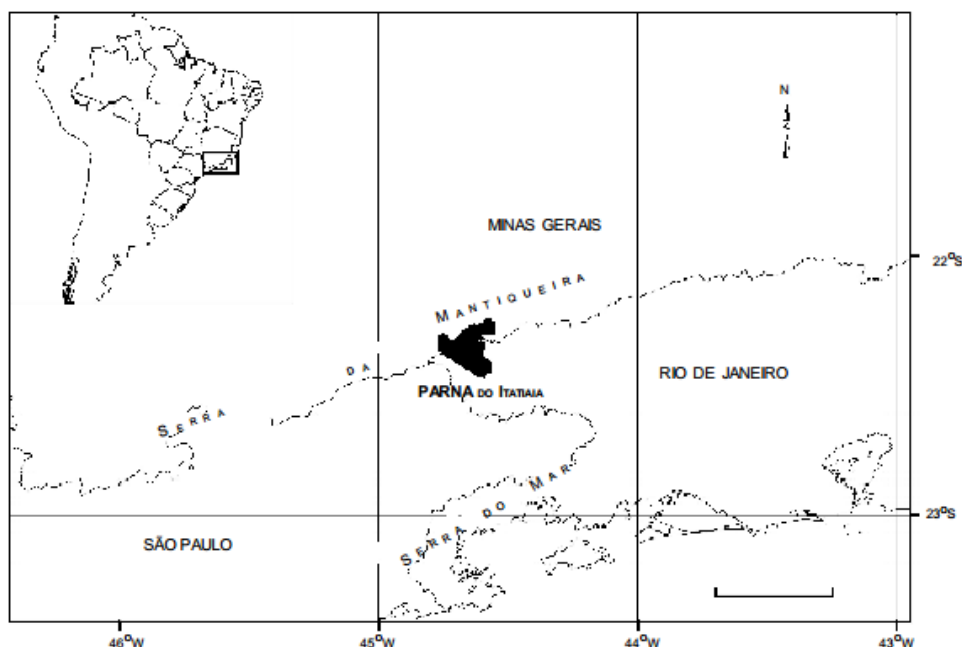 N
MINAS GERAIS
22°S
SERRA DA MANTIQUEIRA
RIO DE JANEIRO
PARNA DO ITATIAIA
SERRA DO MAR
23°S
SÃO PAULO
46°W
45°W
44°W
43°W